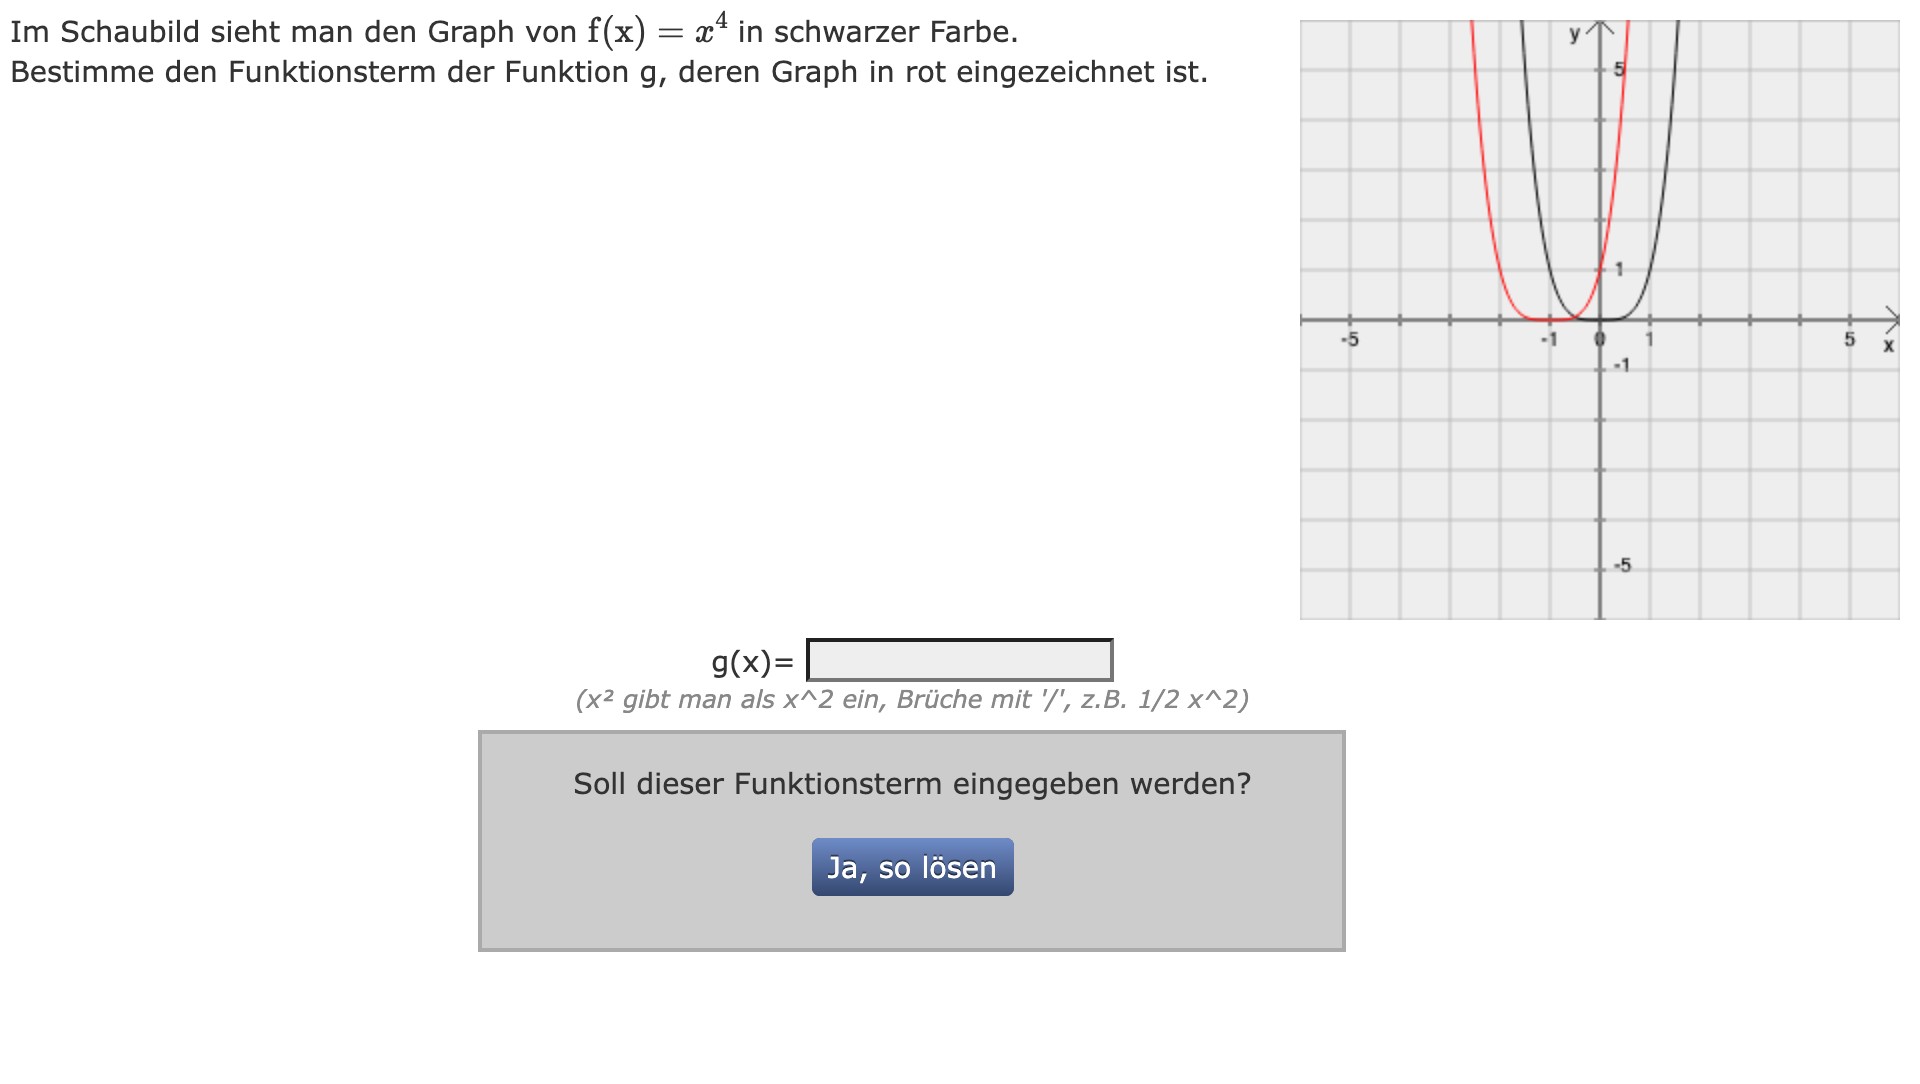 Im Schaubild sieht man den Graph von f(x) = x⁴ in schwarzer Farbe.
Bestimme den Funktionsterm der Funktion g, deren Graph in rot eingezeichnet ist.
y
5
1
-5 -1 0 1 5 x
-1
-5
g(x)=
(x² gibt man als x^2 ein, Brüche mit '/', z.B. 1/2 x^2)
Soll dieser Funktionsterm eingegeben werden?
Ja, so lösen